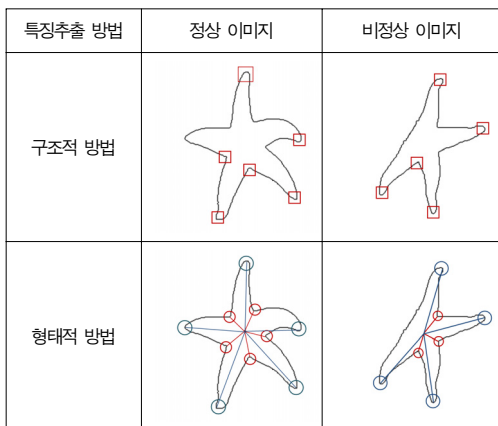 특징추출 방법 정상 이미지 비정상 이미지
구조적 방법
형태적 방법